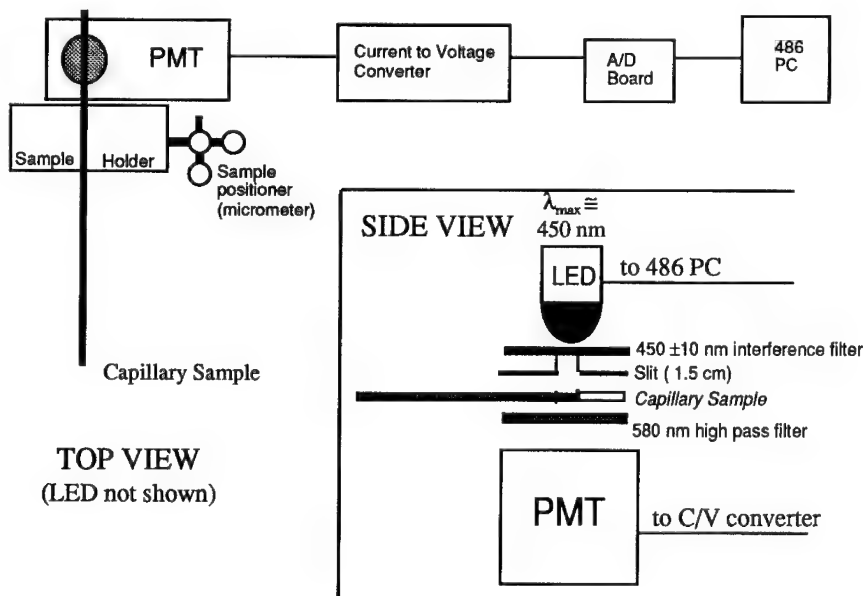 PMT
Current to Voltage
Converter
A/D
Board
486
PC
Sample Holder
Sample
positioner
(micrometer)
Capillary Sample
TOP VIEW
(LED not shown)
SIDE VIEW
λmax ≅
450 nm
LED
to 486 PC
450 ±10 nm interference filter
Slit ( 1.5 cm)
Capillary Sample
580 nm high pass filter
PMT
to C/V converter